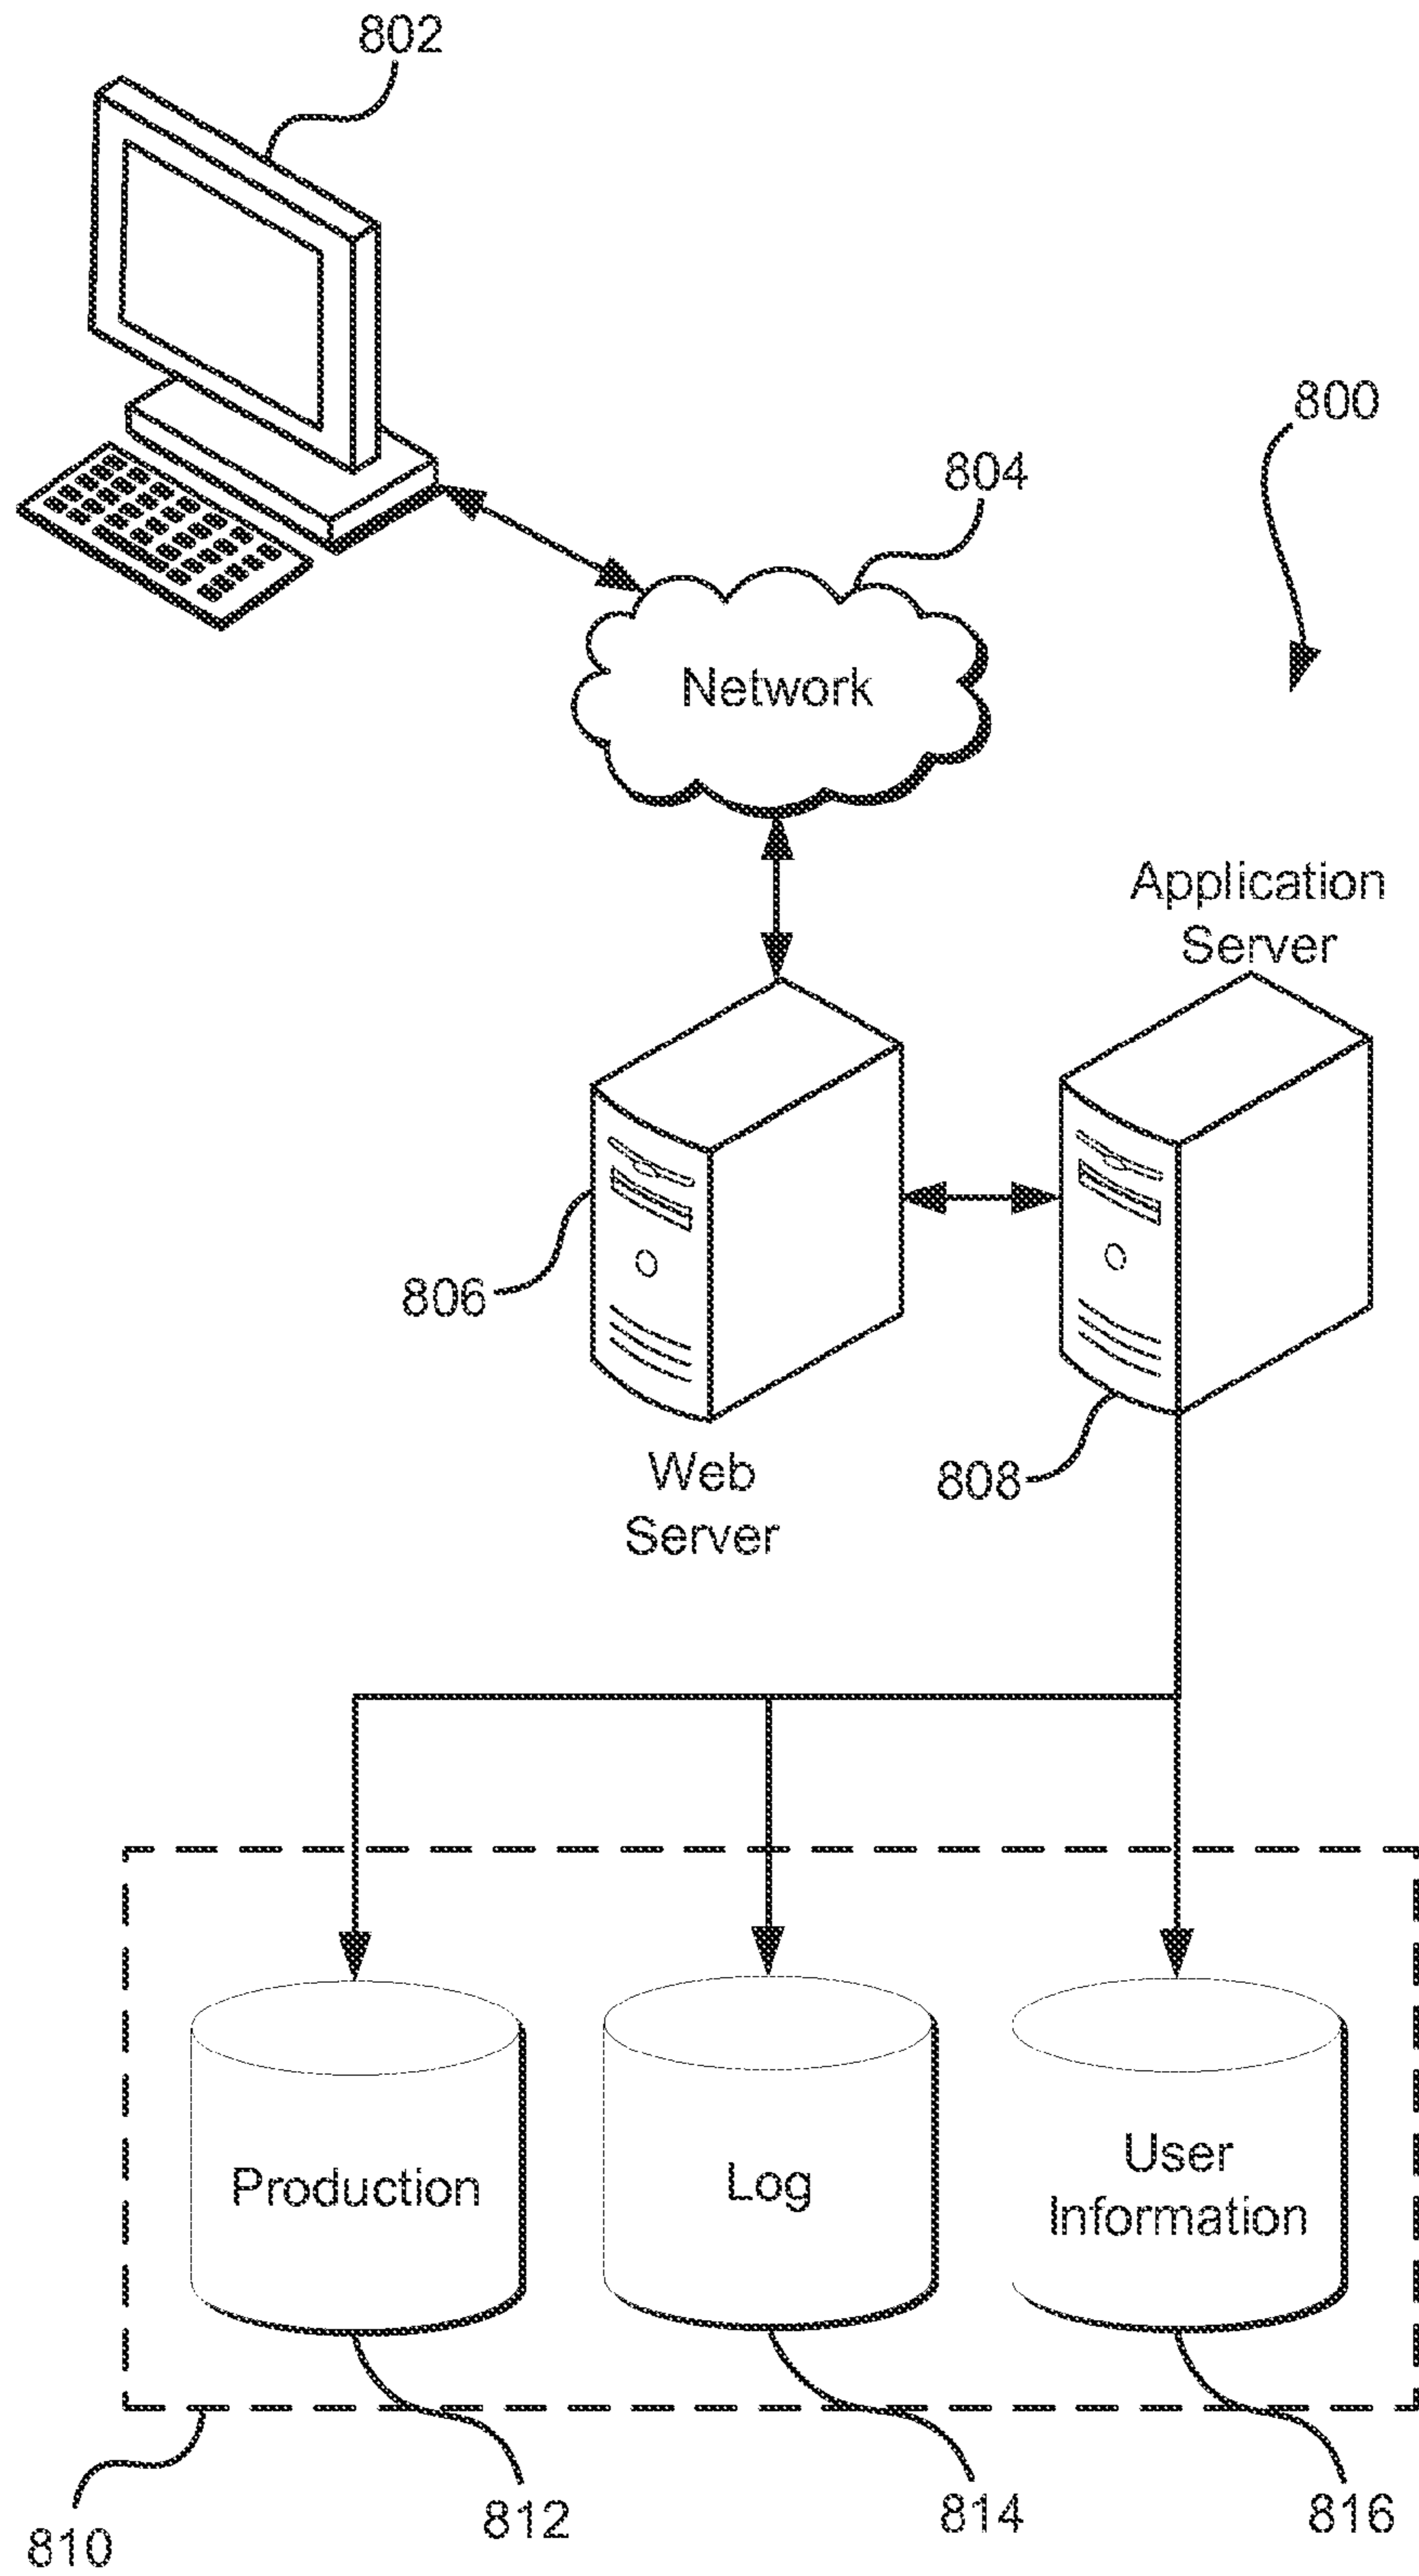 802
800
804
Network
Application
Server
806
Web
Server
808
Production
Log
User
Information
810
812
814
816